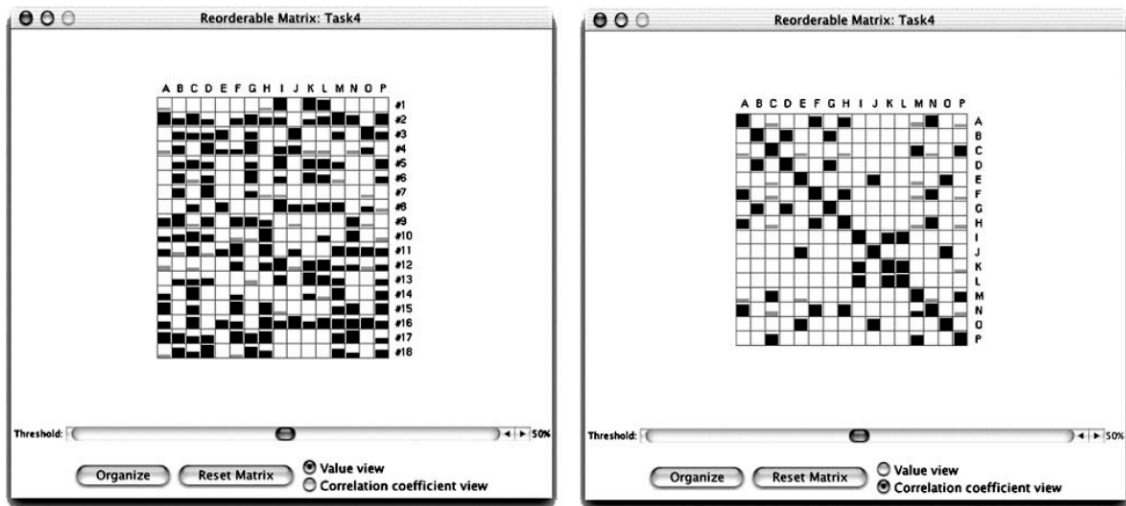 Reorderable Matrix: Task4
A B C D E F G H I J K L M N O P
#1
#2
#3
#4
#5
#6
#7
#8
#9
#10
#11
#12
#13
#14
#15
#16
#17
#18
Threshold: 50%
Organize Reset Matrix Value view
Correlation coefficient view
Reorderable Matrix: Task4
A B C D E F G H I J K L M N O P
A
B
C
D
E
F
G
H
I
J
K
L
M
N
O
P
Threshold: 50%
Organize Reset Matrix Value view
Correlation coefficient view